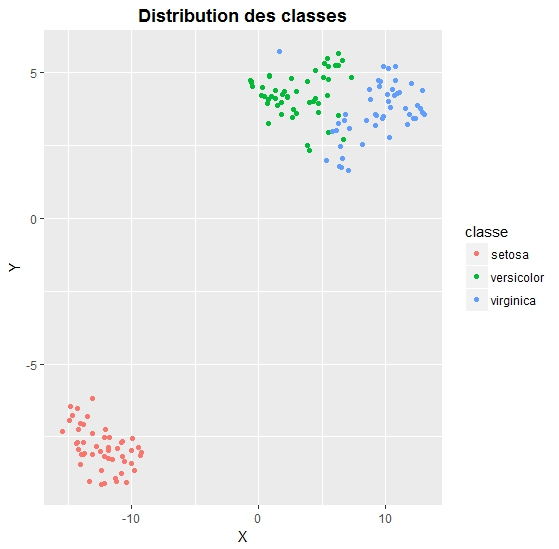 Distribution des classes
5
0
-5
Y
-10
0
10
X
classe
setosa
versicolor
virginica